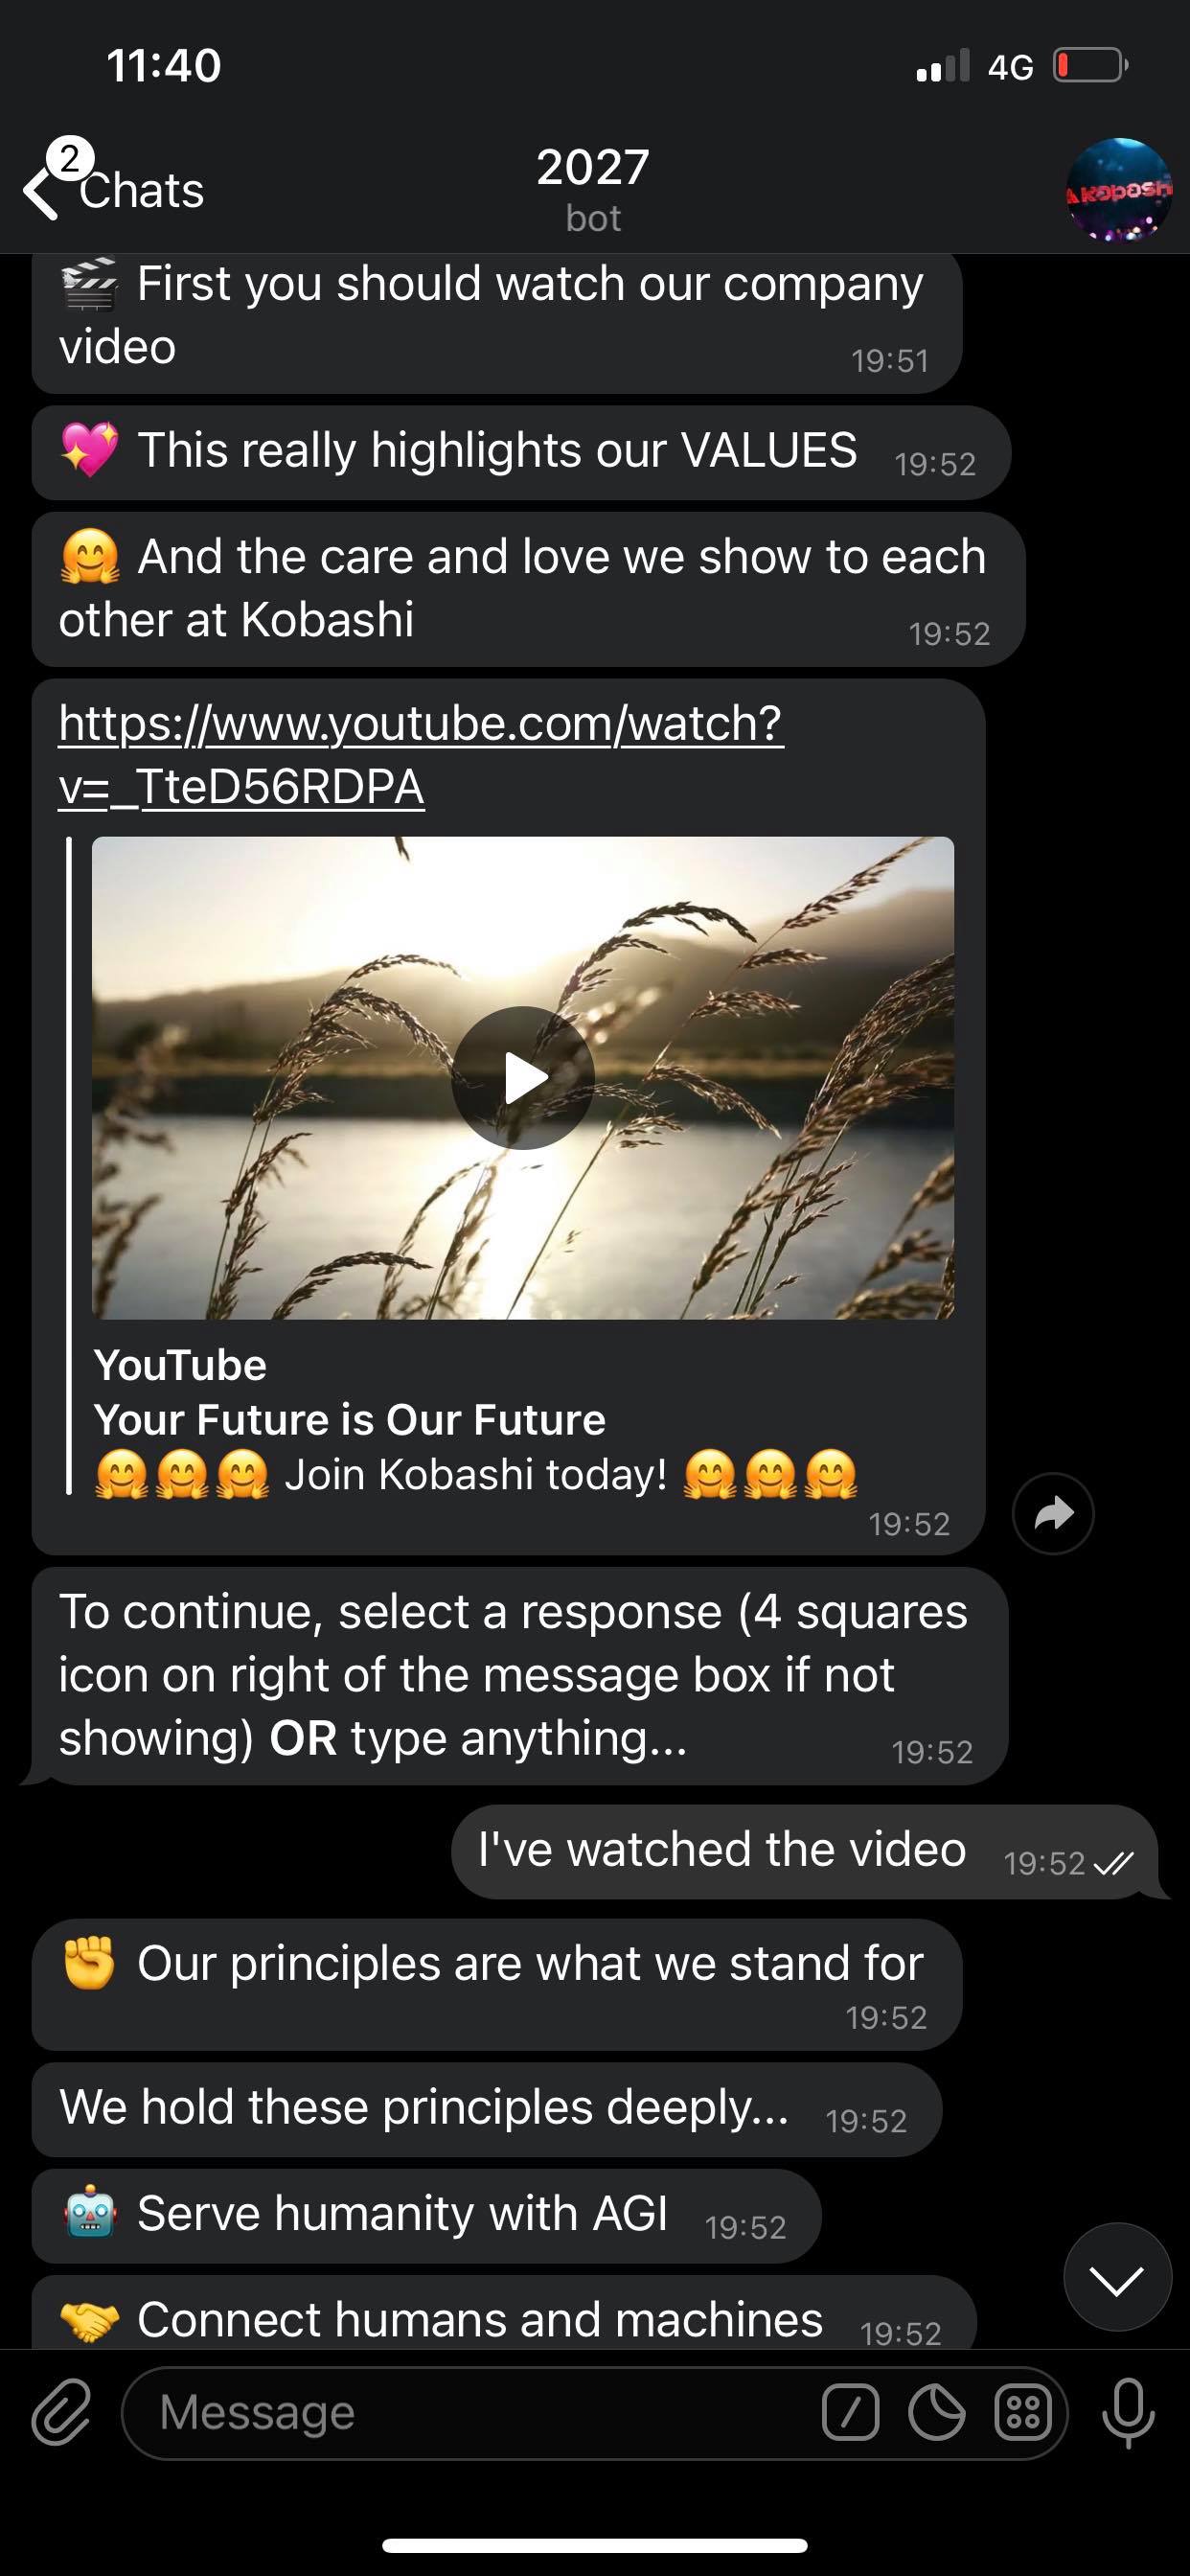 11:40
4G
2
Chats
2027
bot
🎬 First you should watch our company
video
19:51
💖 This really highlights our VALUES 19:52
🤗 And the care and love we show to each
other at Kobashi
19:52
https://www.youtube.com/watch?
v=_TteD56RDPA
YouTube
Your Future is Our Future
🤗🤗🤗 Join Kobashi today! 🤗🤗🤗
19:52
To continue, select a response (4 squares
icon on right of the message box if not
showing) OR type anything...
19:52
I've watched the video 19:52
✊ Our principles are what we stand for
19:52
We hold these principles deeply... 19:52
🤖 Serve humanity with AGI 19:52
🤝 Connect humans and machines 19:52
Message